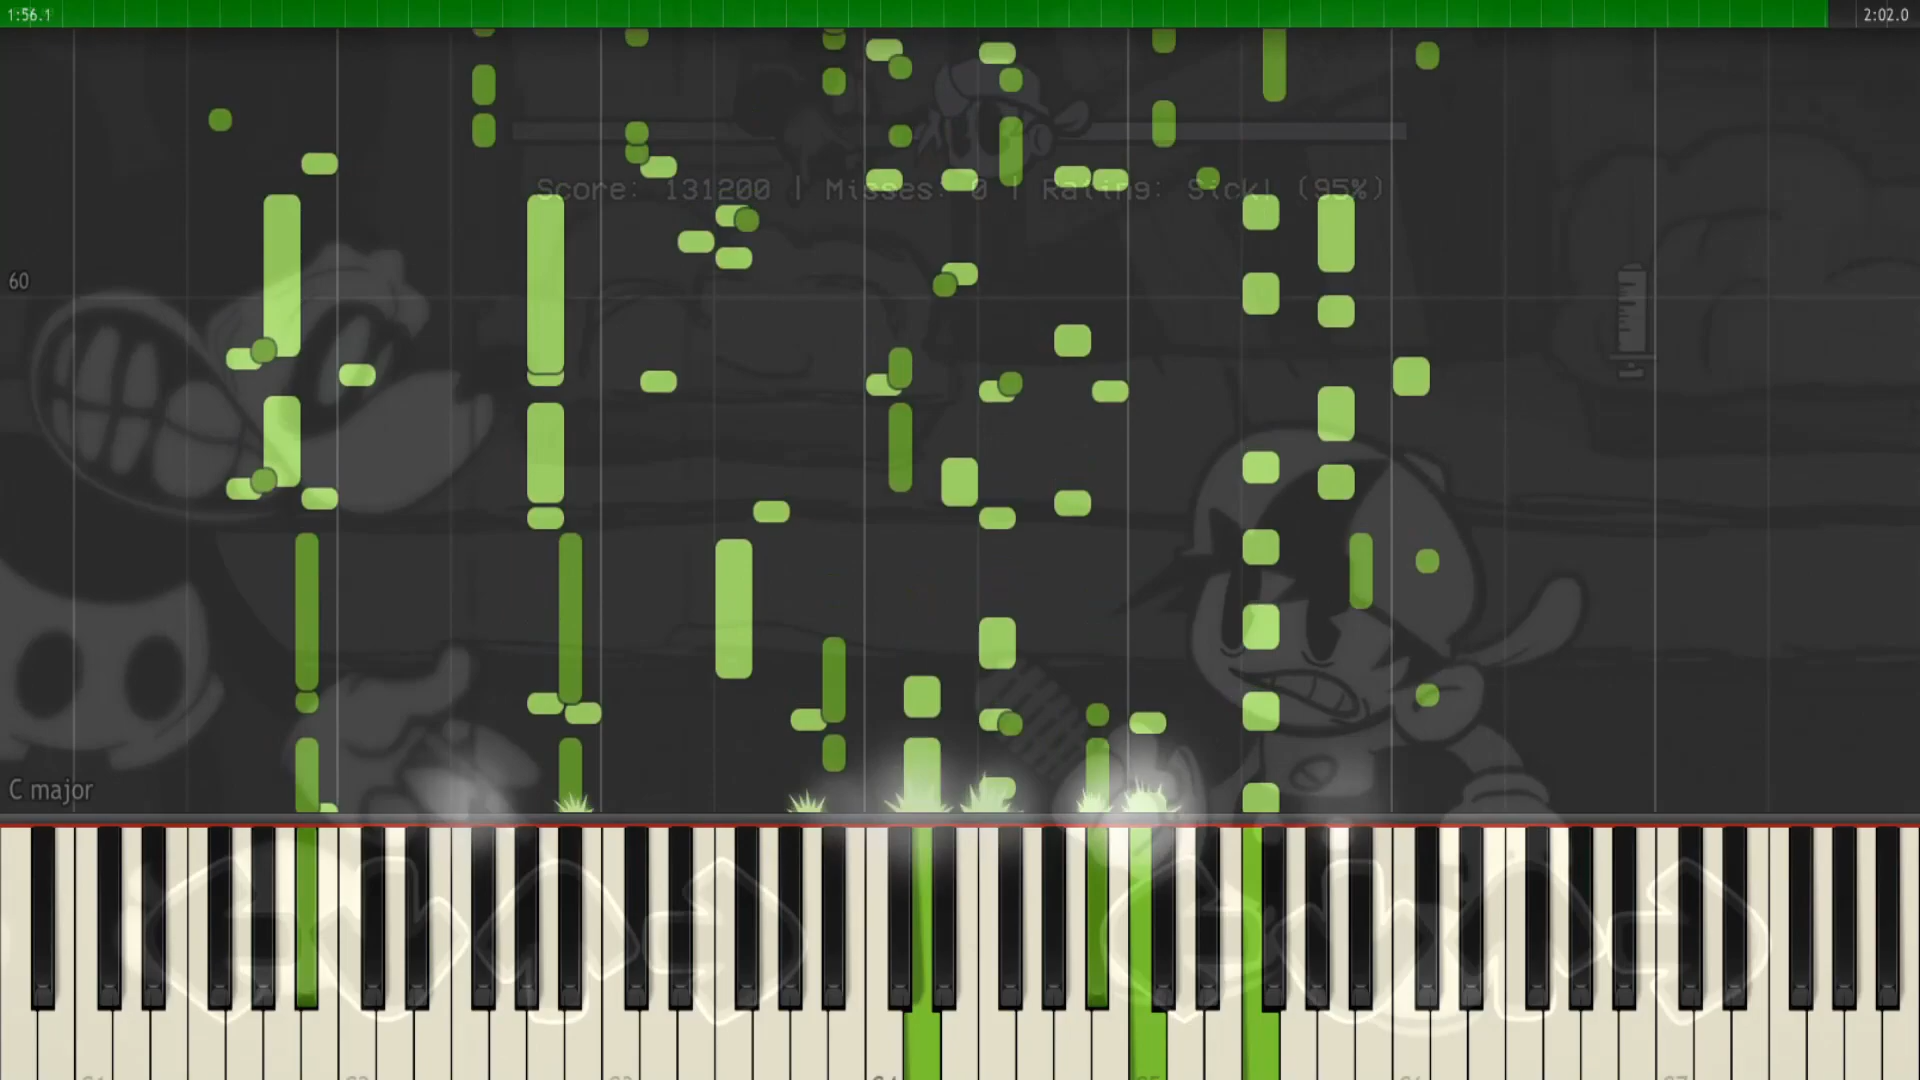 1:56.1 2:02.0
Score: 131200 | Misses: 0 | Rating: Sick! (95%)
60
C major